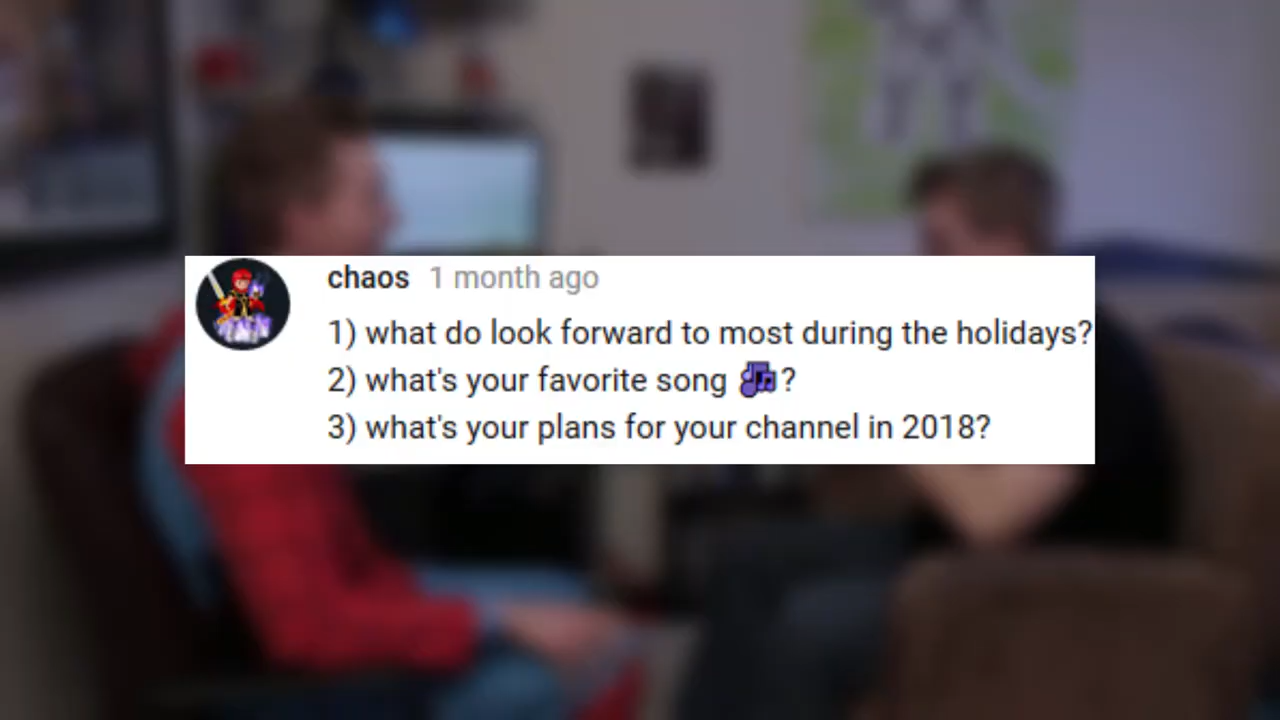 chaos 1 month ago
1) what do look forward to most during the holidays?
2) what's your favorite song 🎶?
3) what's your plans for your channel in 2018?